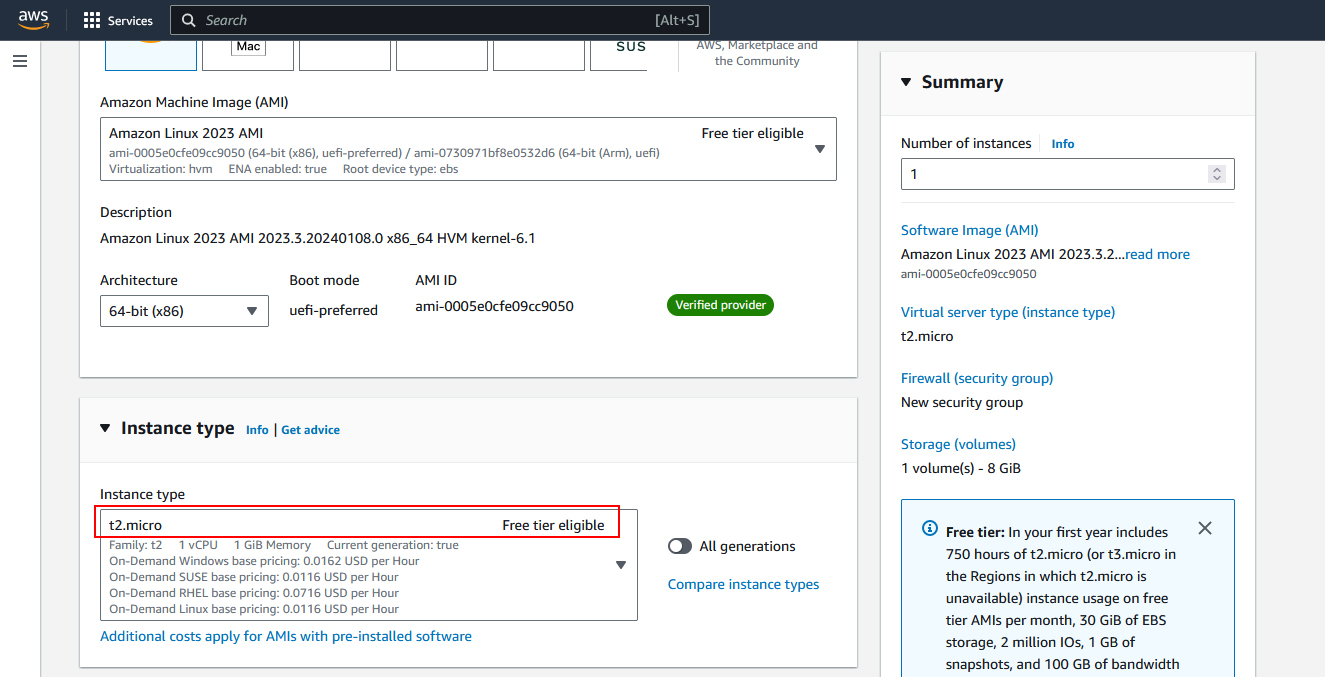 aws
Services
Search
[Alt+S]
Mac
SUS
AWS, Marketplace and
the Community
Amazon Machine Image (AMI)
Amazon Linux 2023 AMI
Free tier eligible
ami-0005e0cfe09cc9050 (64-bit (x86), uefi-preferred) / ami-0730971bf8e0532d6 (64-bit (Arm), uefi)
Virtualization: hvm ENA enabled: true Root device type: ebs
Description
Amazon Linux 2023 AMI 2023.3.20240108.0 x86_64 HVM kernel-6.1
Architecture
Boot mode
AMI ID
64-bit (x86)
uefi-preferred
ami-0005e0cfe09cc9050
Verified provider
Instance type Info | Get advice
Instance type
t2.micro
Free tier eligible
Family: t2 1 vCPU 1 GiB Memory Current generation: true
On-Demand Windows base pricing: 0.0162 USD per Hour
On-Demand SUSE base pricing: 0.0116 USD per Hour
On-Demand RHEL base pricing: 0.0716 USD per Hour
On-Demand Linux base pricing: 0.0116 USD per Hour
All generations
Compare instance types
Additional costs apply for AMIs with pre-installed software
Summary
Number of instances Info
1
Software Image (AMI)
Amazon Linux 2023 AMI 2023.3.2...read more
ami-0005e0cfe09cc9050
Virtual server type (instance type)
t2.micro
Firewall (security group)
New security group
Storage (volumes)
1 volume(s) - 8 GiB
Free tier: In your first year includes
750 hours of t2.micro (or t3.micro in
the Regions in which t2.micro is
unavailable) instance usage on free
tier AMIs per month, 30 GiB of EBS
storage, 2 million IOs, 1 GB of
snapshots, and 100 GB of bandwidth